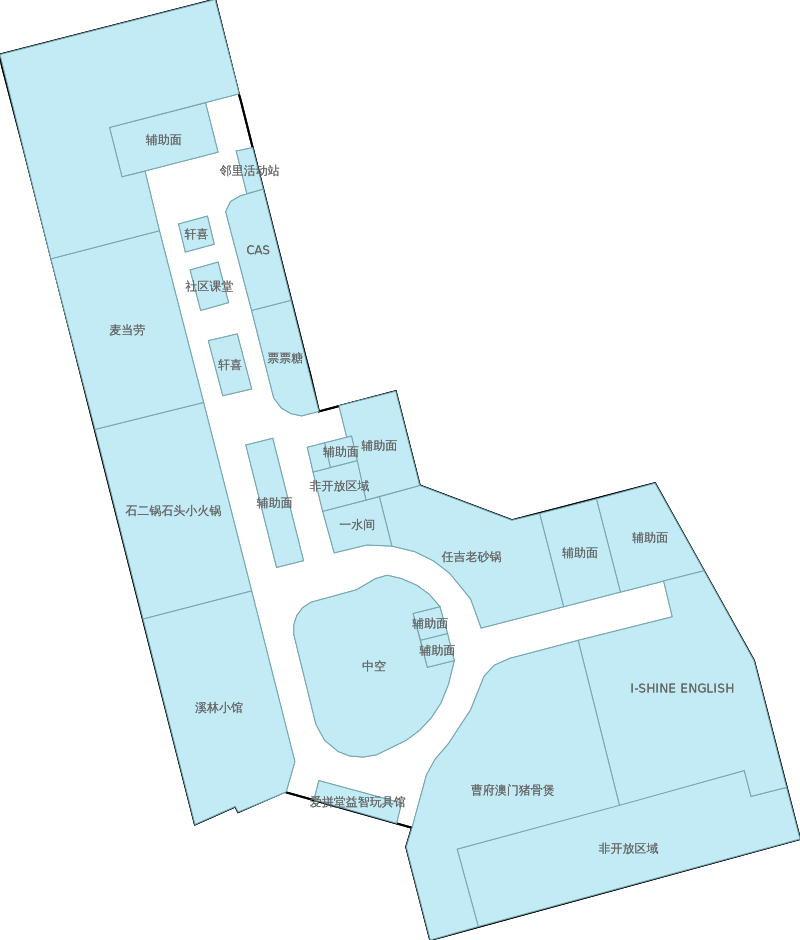 辅助面
邻里活动站
轩喜
CAS
社区课堂
麦当劳
票票糖
轩喜
辅助面
辅助面
非开放区域
辅助面
石二锅石头小火锅
一水间
辅助面
辅助面
任吉老砂锅
辅助面
辅助面
中空
I-SHINE ENGLISH
溪林小馆
曹府澳门猪骨煲
爱拼堂益智玩具馆
非开放区域